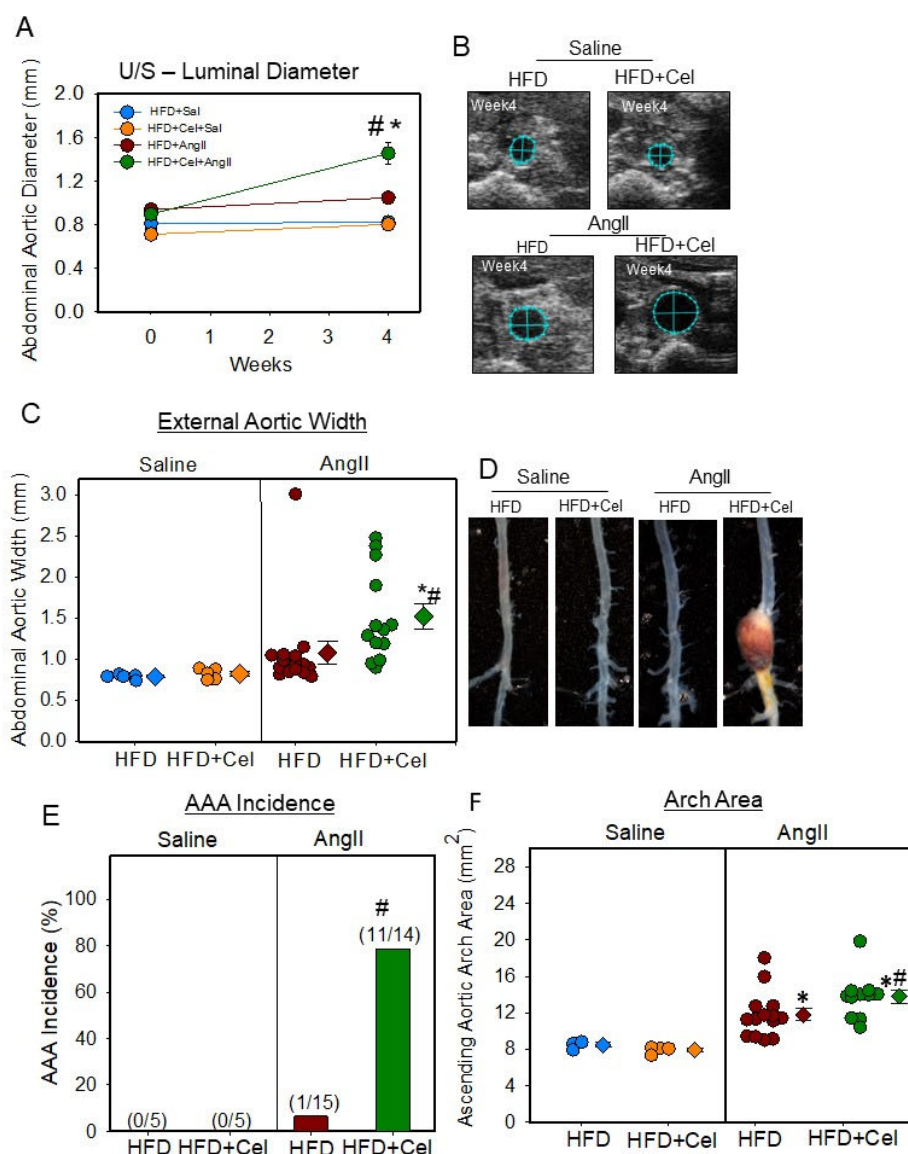 A
U/S – Luminal Diameter
Abdominal Aortic Diameter (mm)
2.0
1.6
1.2
0.8
0.4
0.0
HFD+Sal
HFD+Cel+Sal
HFD+AngII
HFD+Cel+AngII
# *
0 1 2 3 4
Weeks
B
Saline
HFD HFD+Cel
Week4 Week4
AngII
HFD HFD+Cel
Week4 Week4
C
External Aortic Width
Saline AngII
Abdominal Aortic Width (mm)
3.0
2.5
2.0
1.5
1.0
0.5
0.0
*#
HFD HFD+Cel HFD HFD+Cel
D
Saline AngII
HFD HFD+Cel HFD HFD+Cel
E
AAA Incidence
Saline AngII
AAA Incidence (%)
100
80
60
40
20
0
#
(11/14)
(1/15)
(0/5) (0/5)
HFD HFD+Cel HFD HFD+Cel
F
Arch Area
Saline AngII
Ascending Aortic Arch Area (mm²)
28
24
20
16
12
8
4
0
* *#
HFD HFD+Cel HFD HFD+Cel